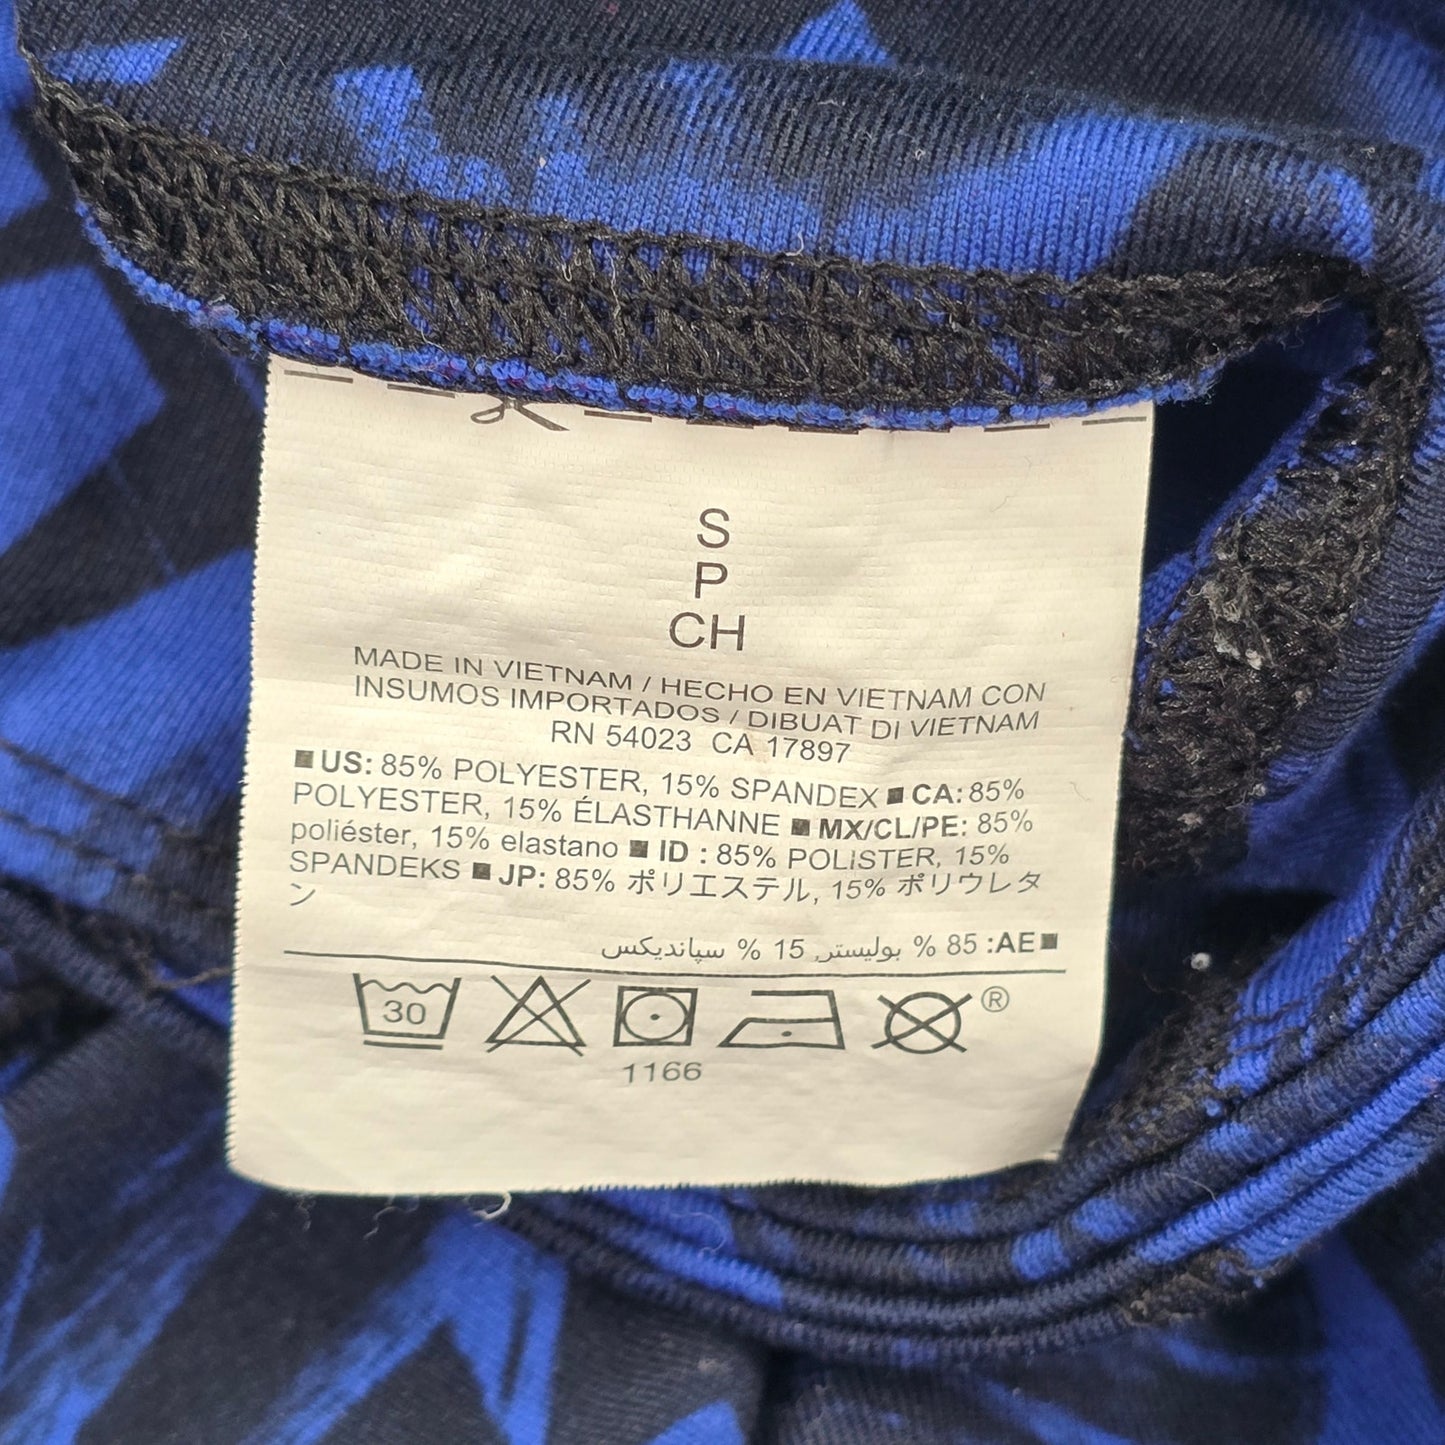 S
P
CH
MADE IN VIETNAM / HECHO EN VIETNAM CON
INSUMOS IMPORTADOS / DIBUAT DI VIETNAM
RN 54023 CA 17897
■ US: 85% POLYESTER, 15% SPANDEX ■ CA: 85%
POLYESTER, 15% ÉLASTHANNE ■ MX/CL/PE: 85%
poliéster, 15% elastano ■ ID : 85% POLISTER, 15%
SPANDEKS ■ JP: 85% ポリエステル, 15% ポリウレタ
ン
■ AE: 85 % بوليستر, 15 % سپانديكس
30
®
1166